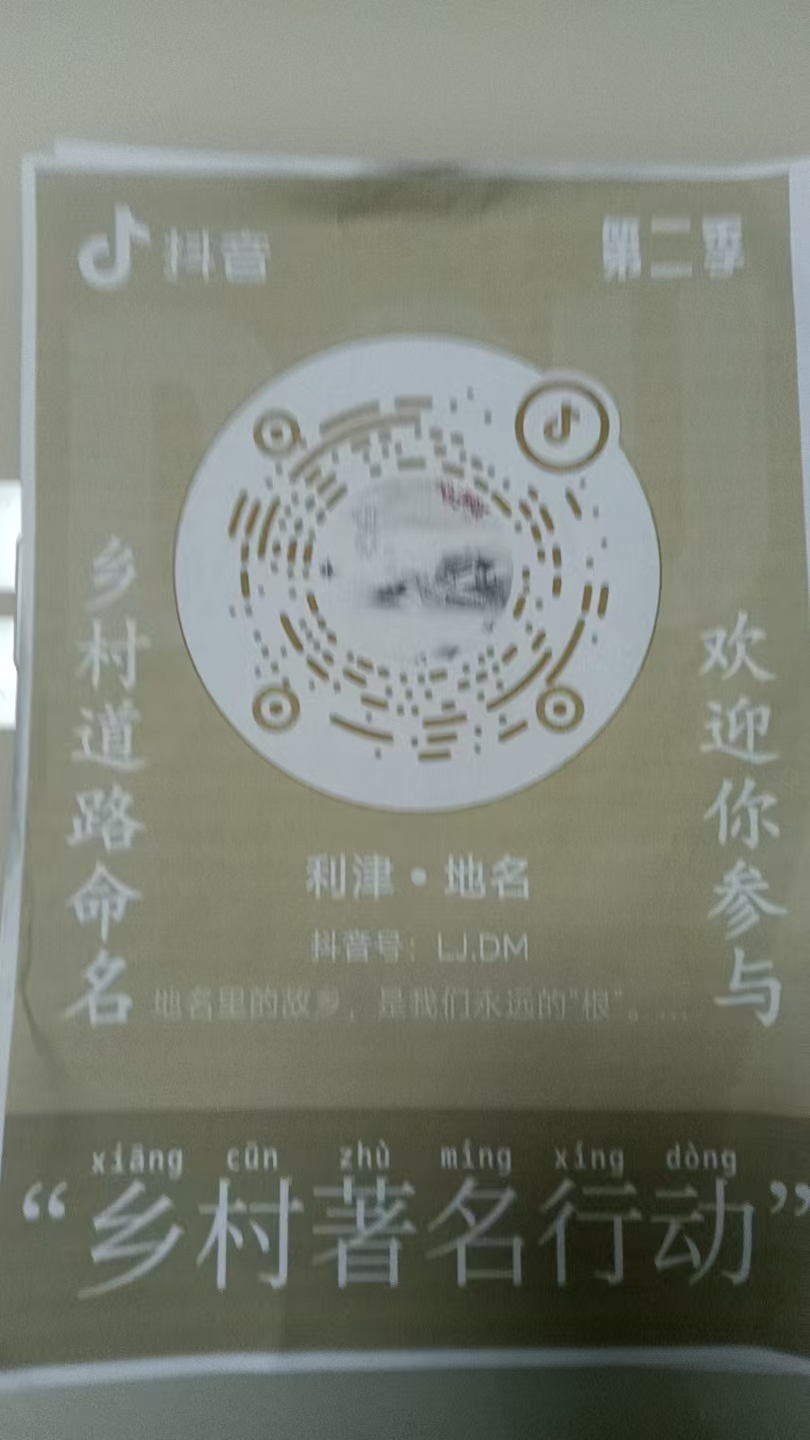 抖音
第二季
乡村道路命名
欢迎你参与
利津·地名
抖音号：LJ.DM
地名里的故乡，是我们永远的“根”。...
xiāng cūn zhù míng xíng dòng
“乡村著名行动”